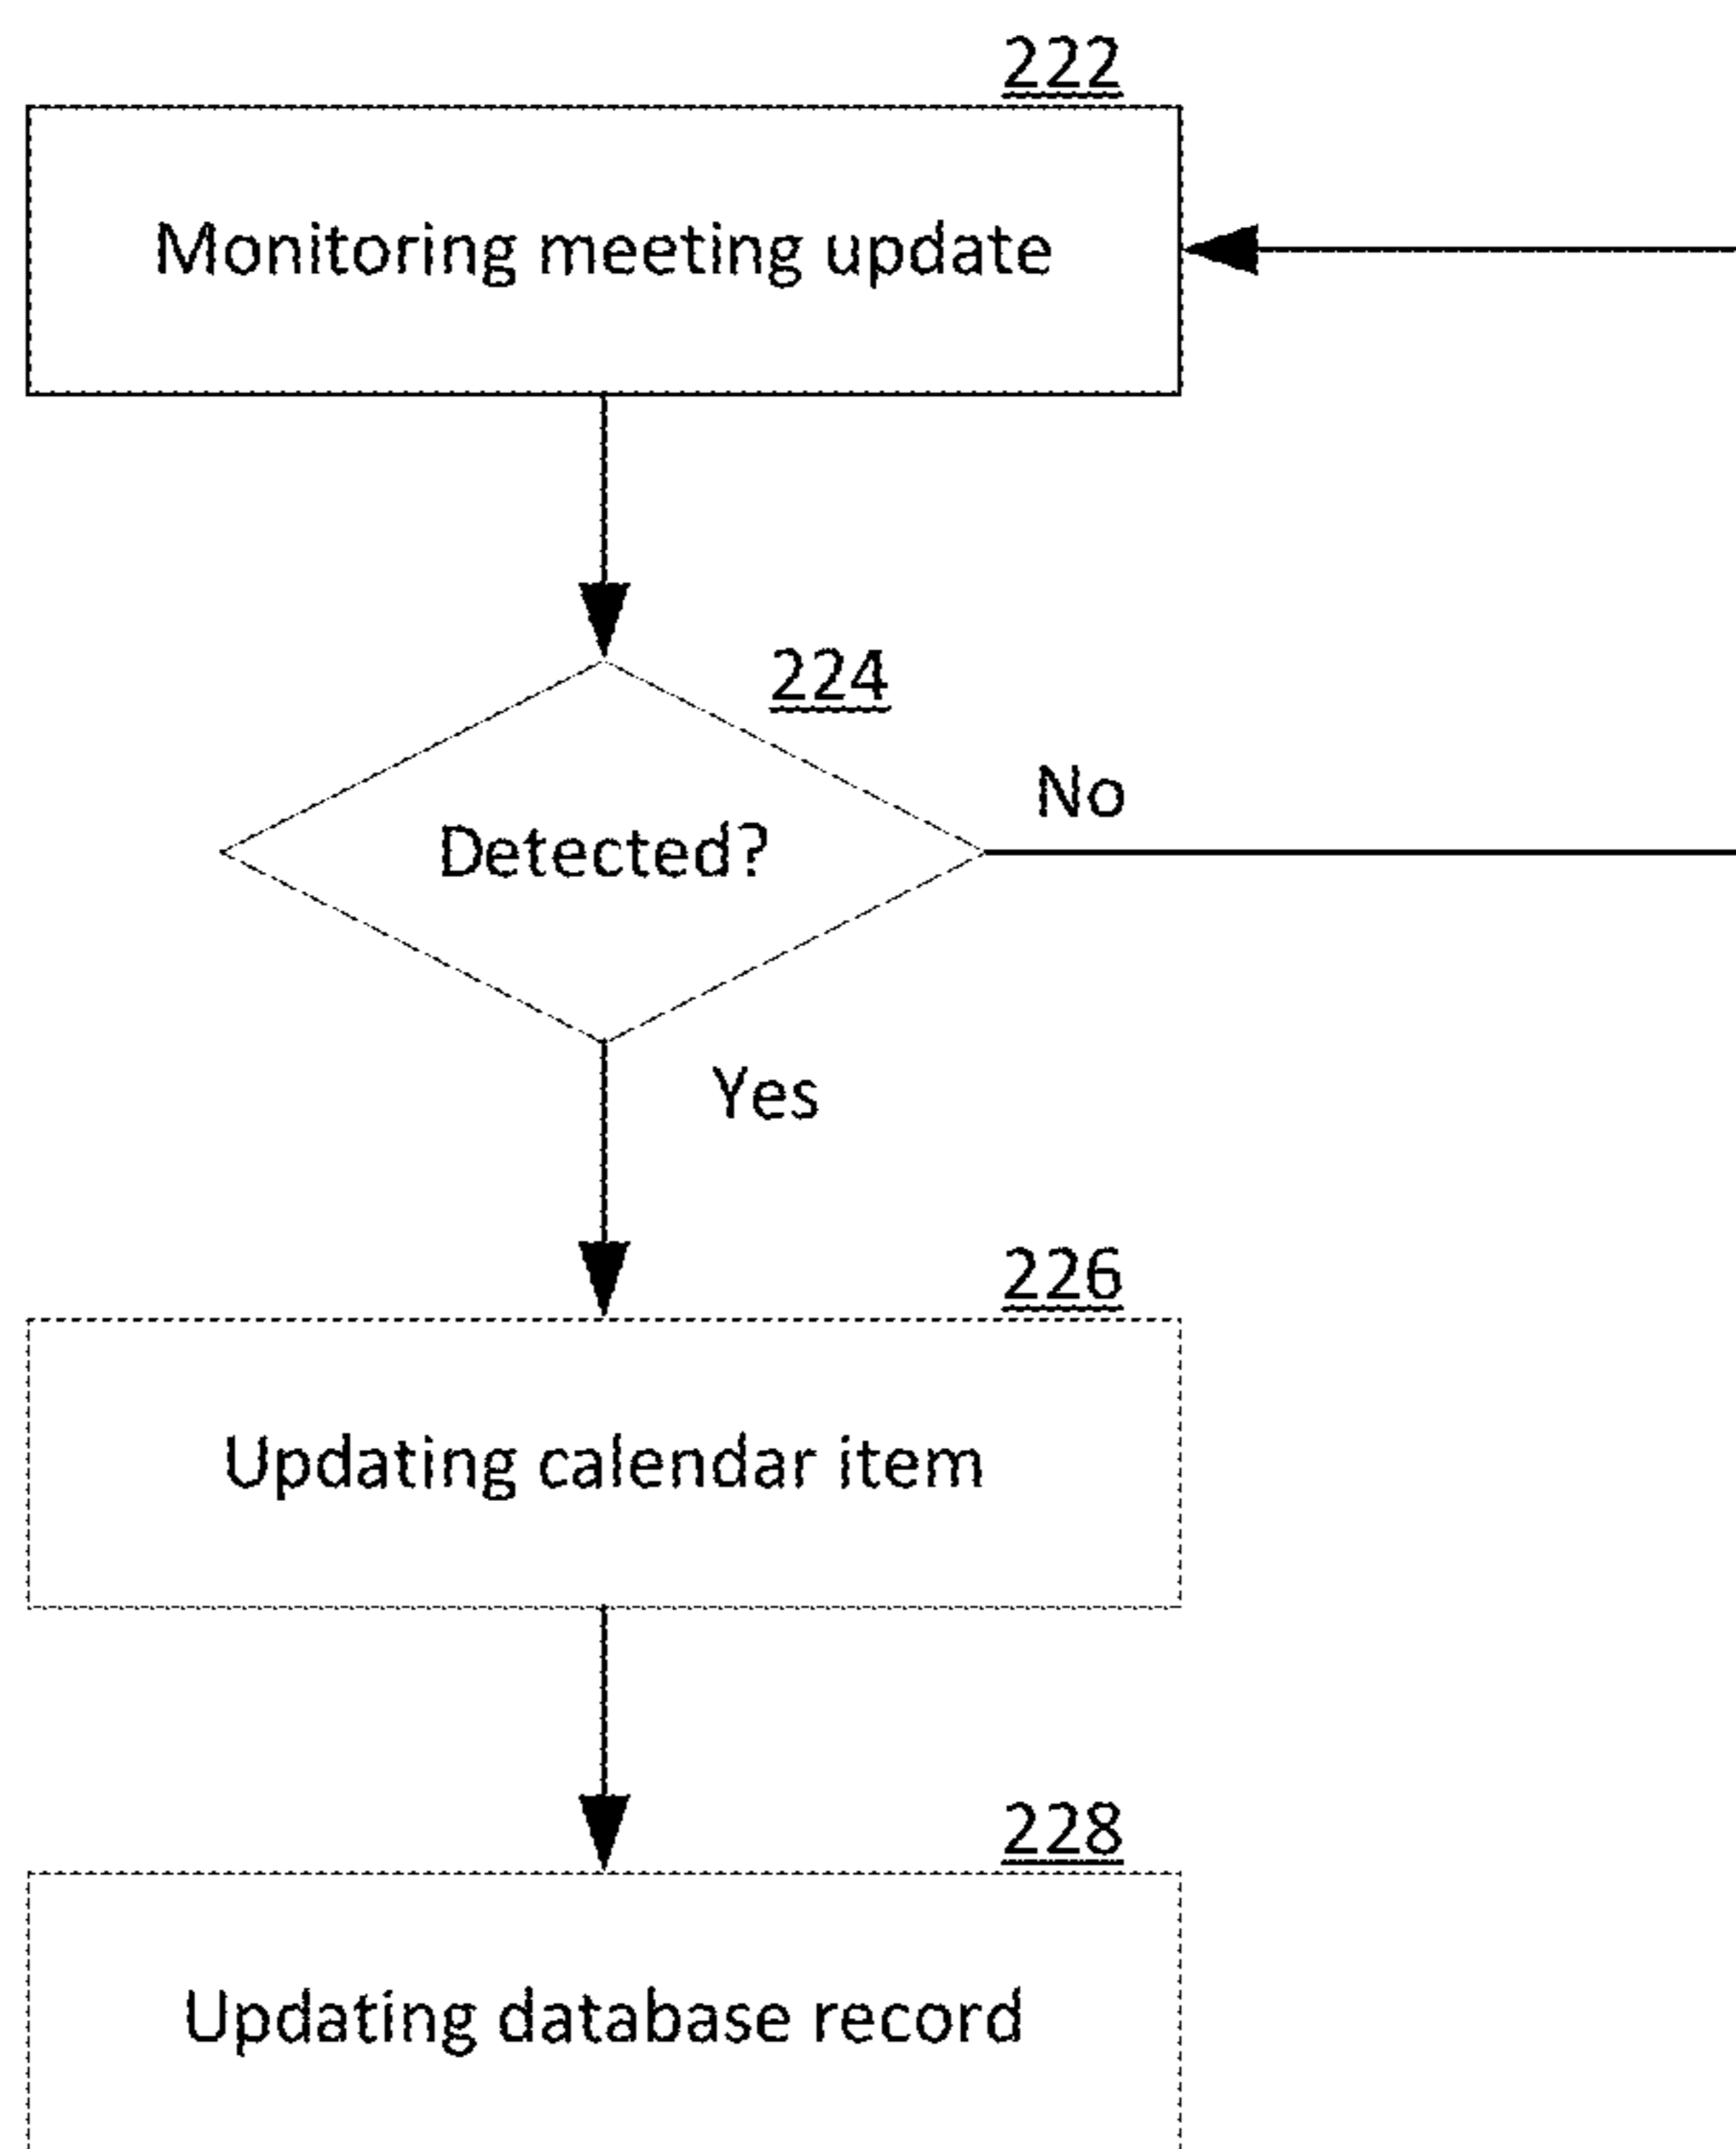 222
Monitoring meeting update
224
No
Detected?
Yes
226
Updating calendar item
228
Updating database record